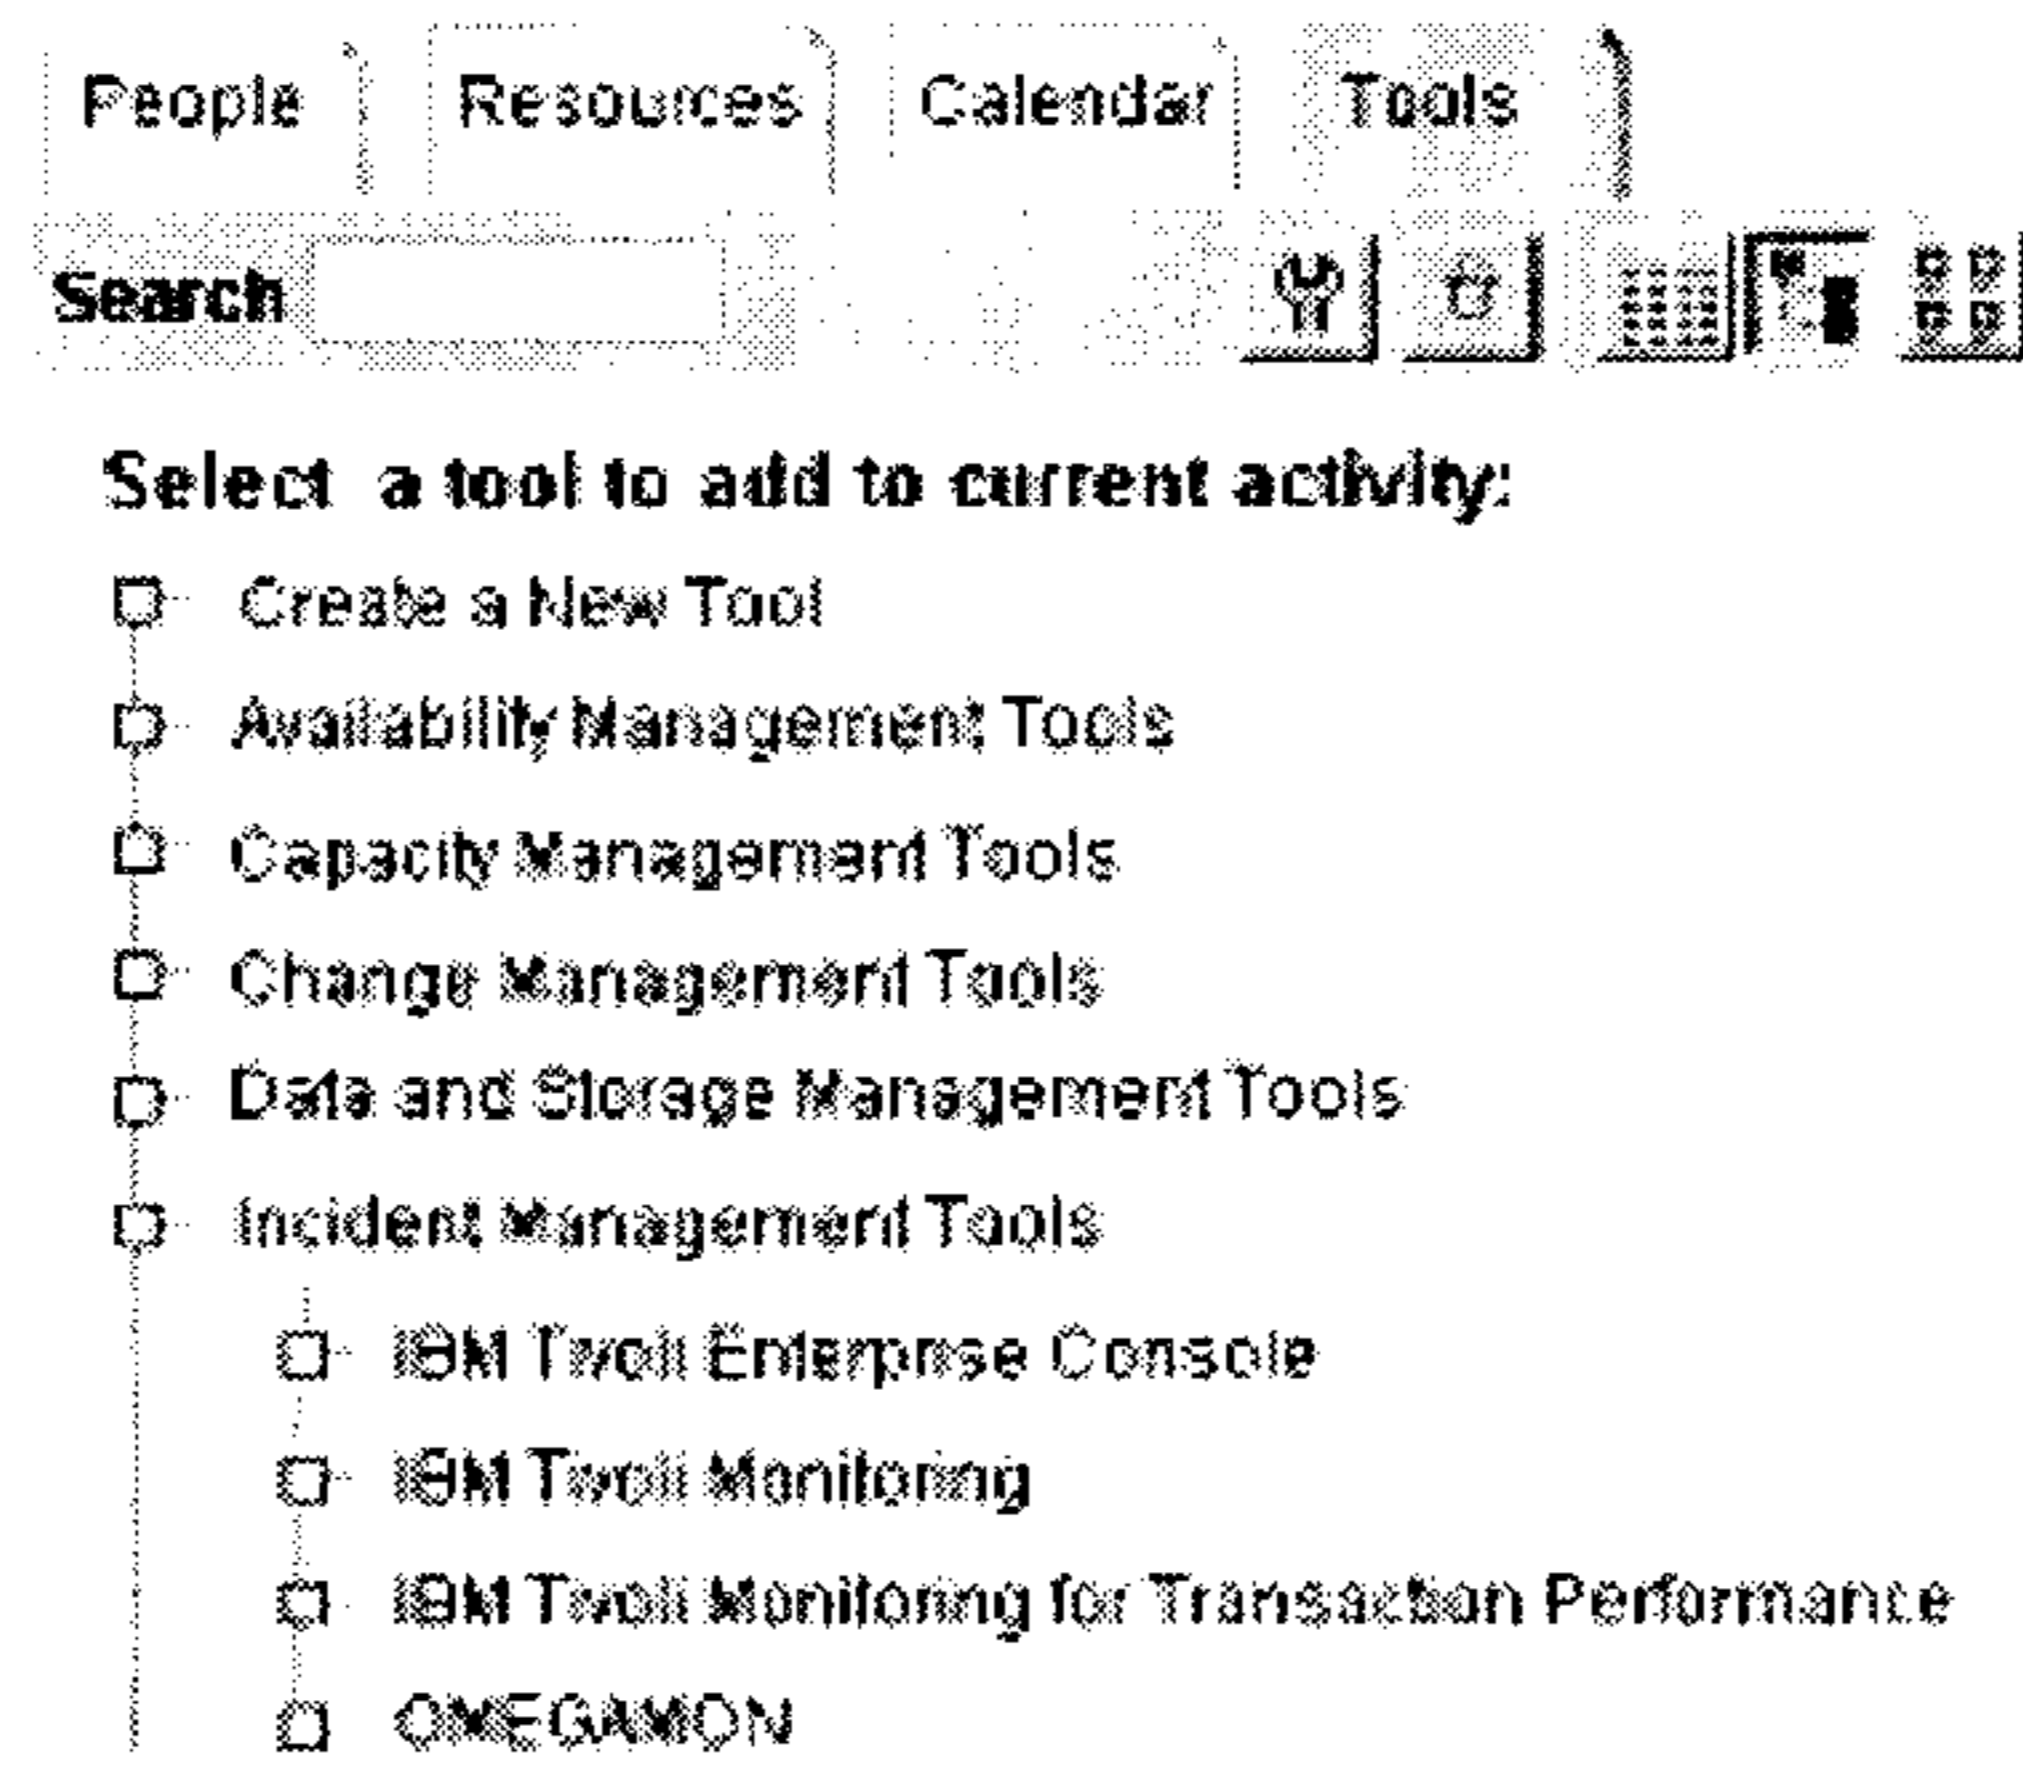 People Resources Calendar Tools
Search
Select a tool to add to current activity:
Create a New Tool
Availability Management Tools
Capacity Management Tools
Change Management Tools
Data and Storage Management Tools
Incident Management Tools
IBM Tivoli Enterprise Console
IBM Tivoli Monitoring
IBM Tivoli Monitoring for Transaction Performance
OMEGAMON